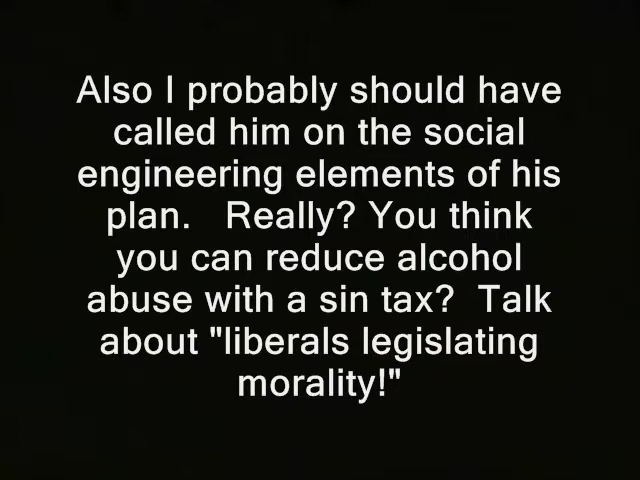 Also I probably should have
called him on the social
engineering elements of his
plan.   Really? You think
you can reduce alcohol
abuse with a sin tax?  Talk
about "liberals legislating
morality!"